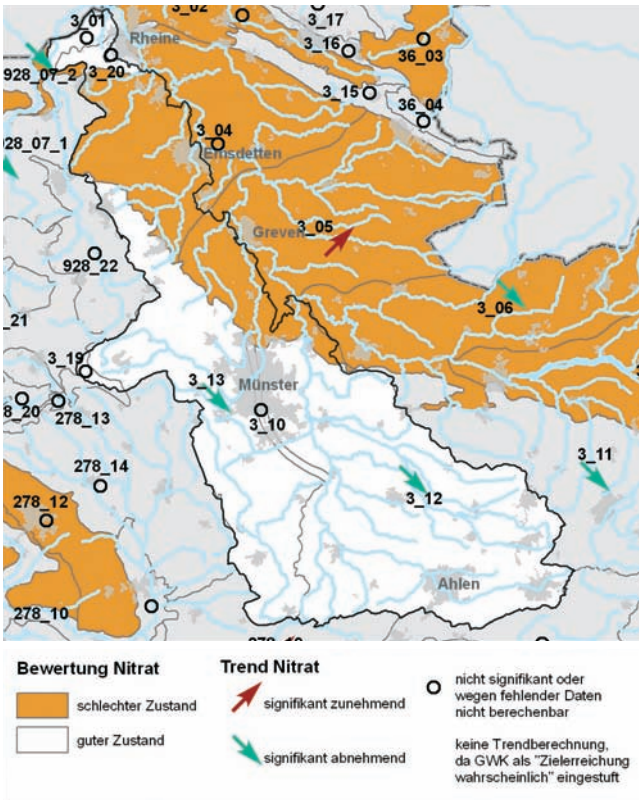 3_02
3_01
3_17
Rheine
3_16
36_03
928_07_2
3_20
3_15
36_04
3_04
28_07_1
Emsdetten
3_05
Greven
928_22
3_06
_21
3_19
3_13
Münster
8_20
278_13
3_10
3_11
278_14
278_12
3_12
Ahlen
278_10
Bewertung Nitrat
schlechter Zustand
guter Zustand
Trend Nitrat
signifikant zunehmend
signifikant abnehmend
nicht signifikant oder
wegen fehlender Daten
nicht berechenbar
keine Trendberechnung,
da GWK als "Zielerreichung
wahrscheinlich" eingestuft